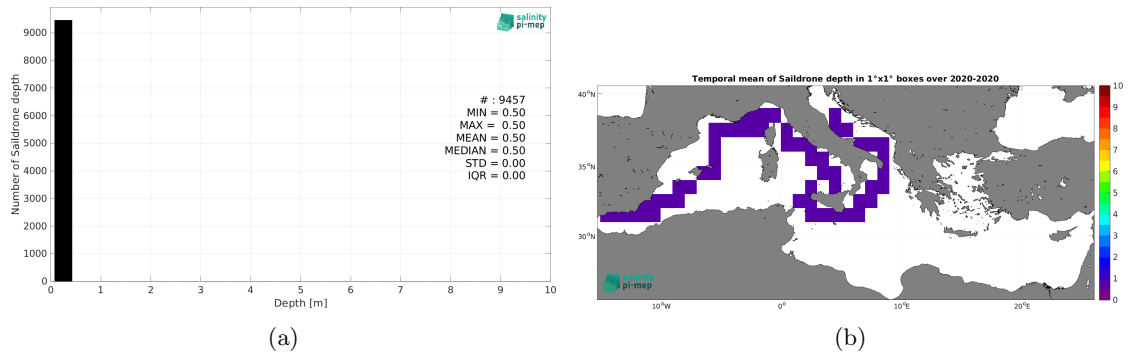 9000
8000
7000
6000
5000
4000
3000
2000
1000
0
Number of Saildrone depth
salinity
pi-mep
# : 9457
MIN = 0.50
MAX = 0.50
MEAN = 0.50
MEDIAN = 0.50
STD = 0.00
IQR = 0.00
0 1 2 3 4 5 6 7 8 9 10
Depth [m]
(a)
Temporal mean of Saildrone depth in 1°x1° boxes over 2020-2020
40°N
35°N
30°N
salinity
pi-mep
10°W 0° 10°E 20°E
10
9
8
7
6
5
4
3
2
1
0
(b)